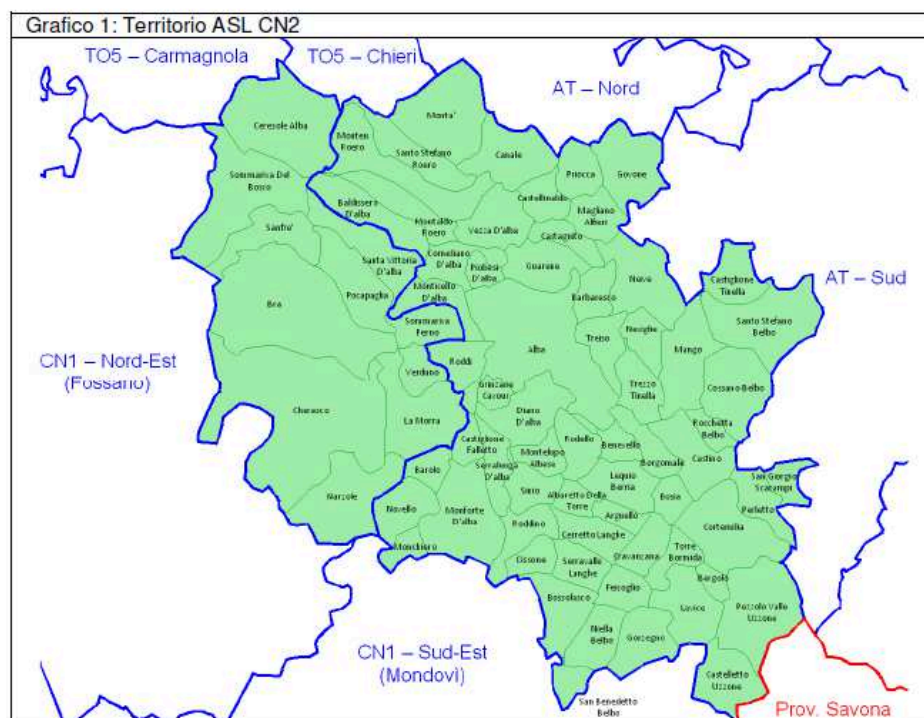 Grafico 1: Territorio ASL CN2
TO5 – Carmagnola
TO5 – Chieri
AT – Nord
Ceresole Alba
Monta'
Monteu
Roero
Santo Stefano
Roero
Canale
Sommariva Del
Bosco
Priocca
Govone
Baldissero
D'alba
Castellinaldo
Magliano
Alfieri
Montaldo
Roero
Vezza D'alba
Castagnito
Sanfre'
Santa Vittoria
D'alba
Corneliano
D'alba
Piobesi
D'alba
Guarene
Neive
Castiglione
Tinella
AT – Sud
Monticello
D'alba
Pocapaglia
Barbaresco
Bra
Sommariva
Perno
Santo Stefano
Belbo
Neviglie
Treiso
Mango
Alba
CN1 – Nord-Est
(Fossano)
Roddi
Verduno
Grinzane
Cavour
Trezzo
Tinella
Cossano Belbo
Cherasco
La Morra
Diano
D'alba
Rocchetta
Belbo
Castiglione
Falletto
Rodello
Benevello
Montelupo
Albese
Borgomale
Castino
Barolo
Serralunga
D'alba
Lequio
Berria
San Giorgio
Scarampi
Narzole
Novello
Monforte
D'alba
Sinio
Albaretto Della
Torre
Bosia
Perletto
Arguello
Roddino
Cerretto Langhe
Cortemilia
Monchiero
Torre
Bormida
Cissone
Serravalle
Langhe
Bergolo
Feisoglio
Bossolasco
Levice
Pezzolo Valle
Uzzone
Niella
Belbo
Gorzegno
CN1 – Sud-Est
(Mondovì)
Castelletto
Uzzone
San Benedetto
Belbo
Prov. Savona